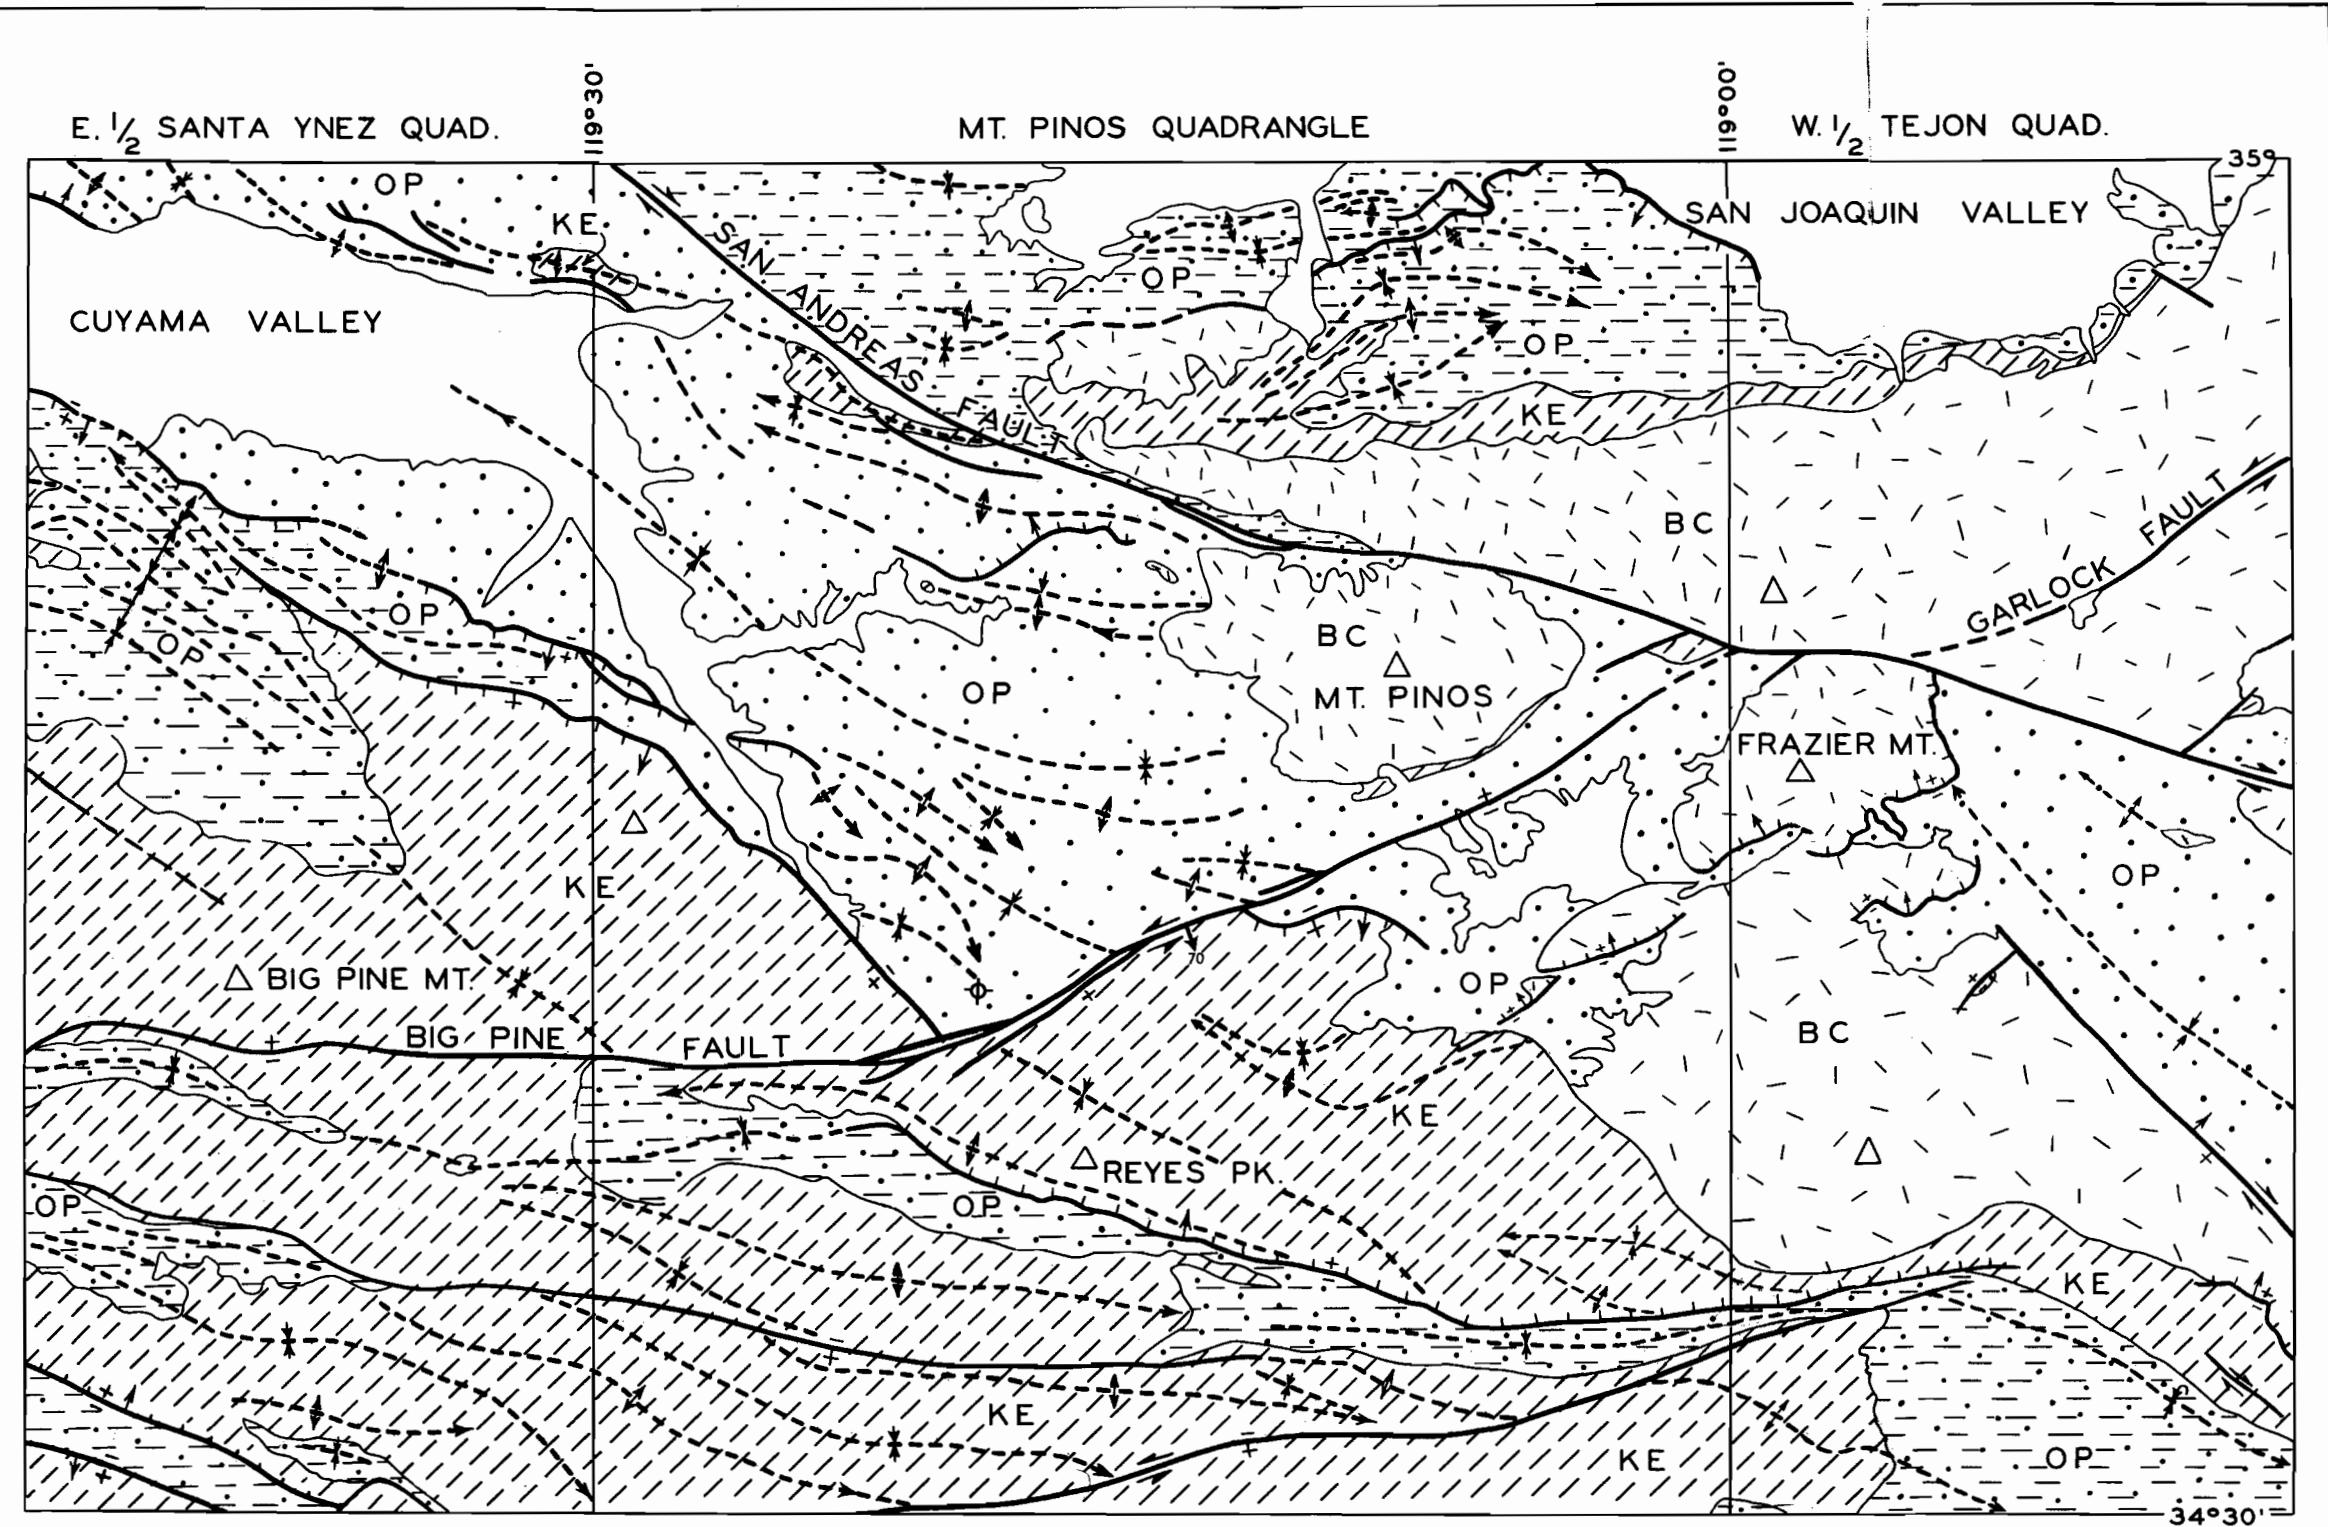 119°30'
119°00'
E. 1/2 SANTA YNEZ QUAD.
MT. PINOS QUADRANGLE
W. 1/2 TEJON QUAD.
35°
OP
KE
SAN JOAQUIN VALLEY
SAN ANDREAS FAULT
OP
CUYAMA VALLEY
OP
KE
BC
GARLOCK FAULT
OP
BC
OP
OP
MT. PINOS
FRAZIER MT.
OP
KE
BIG PINE MT.
70
OP
BC
BIG PINE FAULT
KE
REYES PK.
OP
OP
KE
KE
KE
OP
34°30'